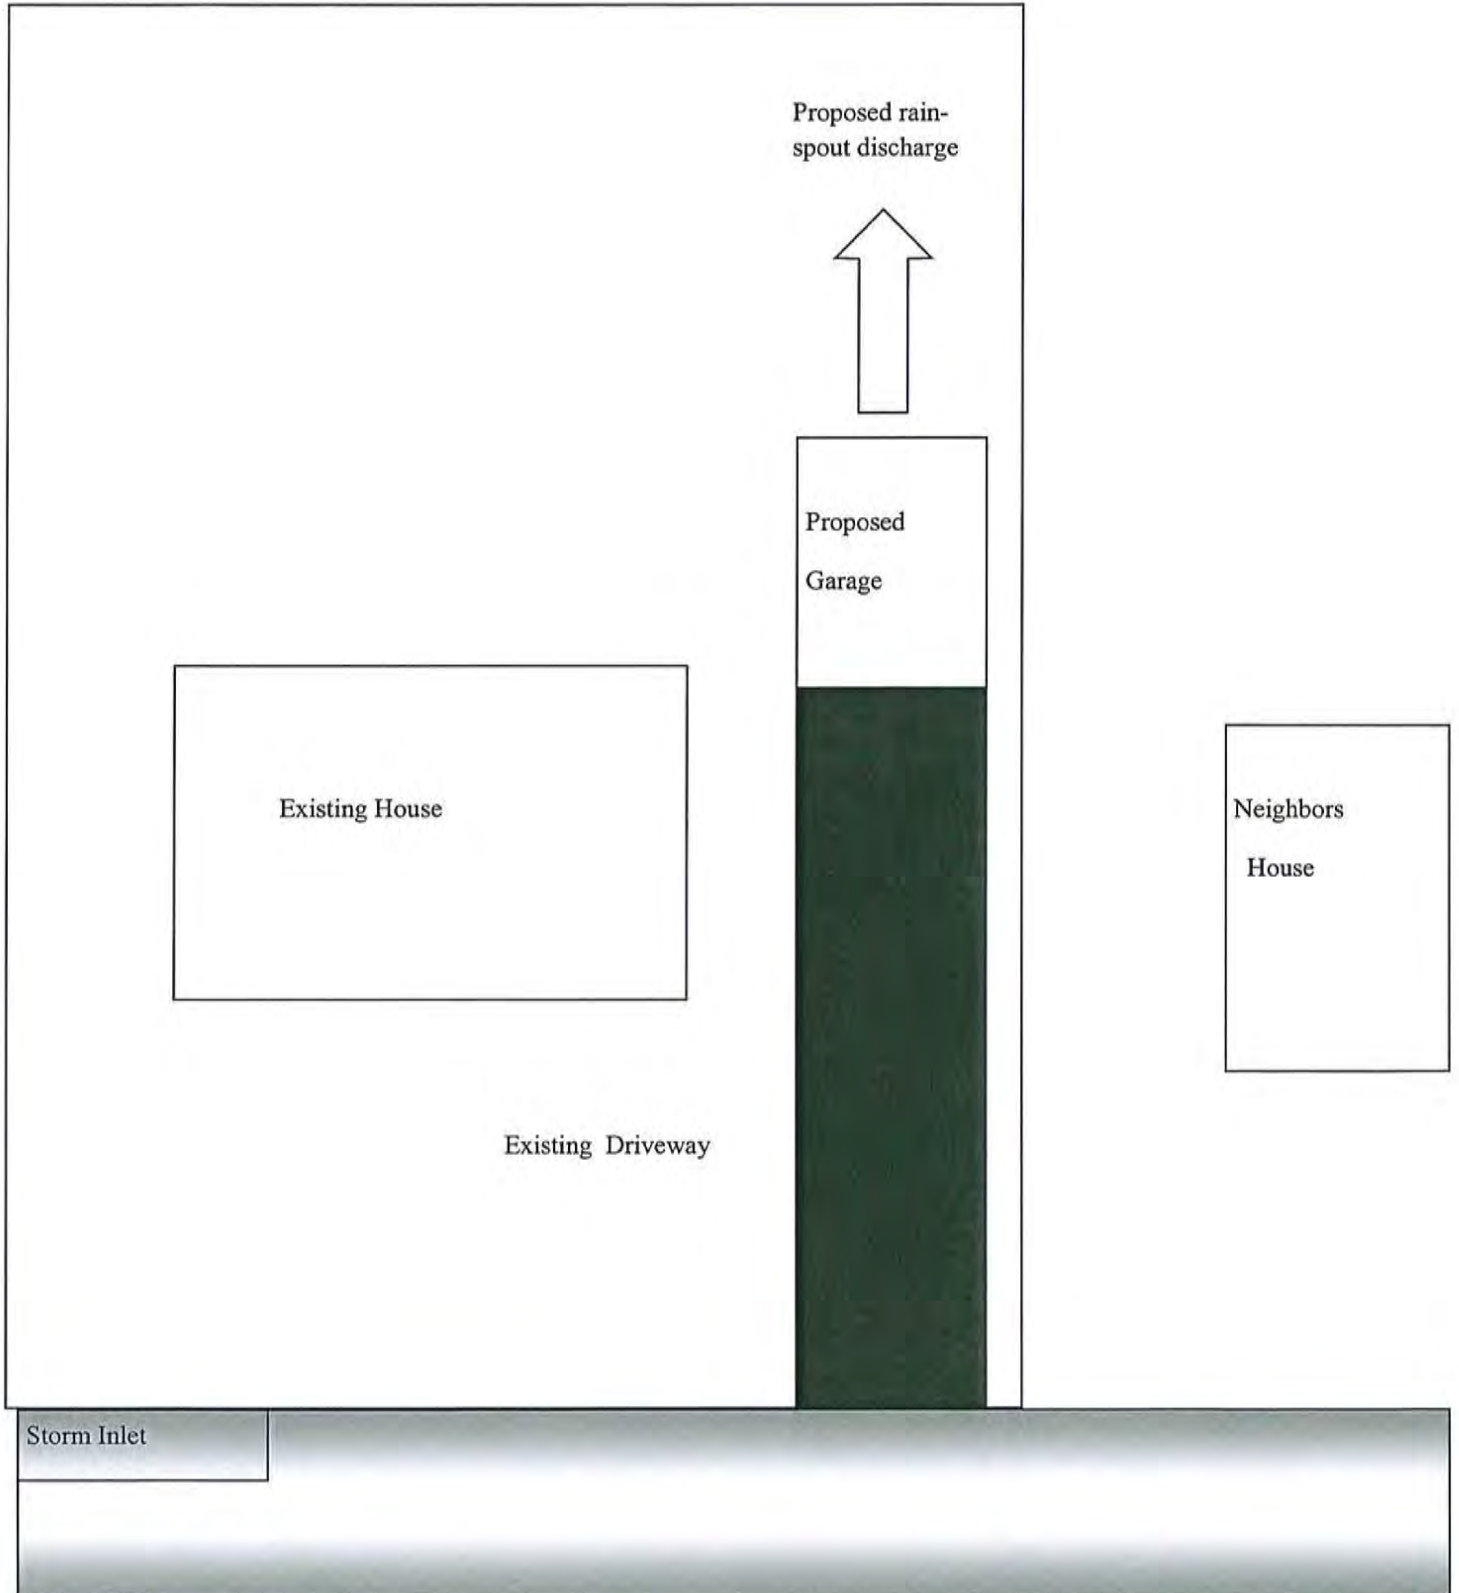 Proposed rain-
spout discharge
Proposed
Garage
Existing House
Neighbors
House
Existing Driveway
Storm Inlet